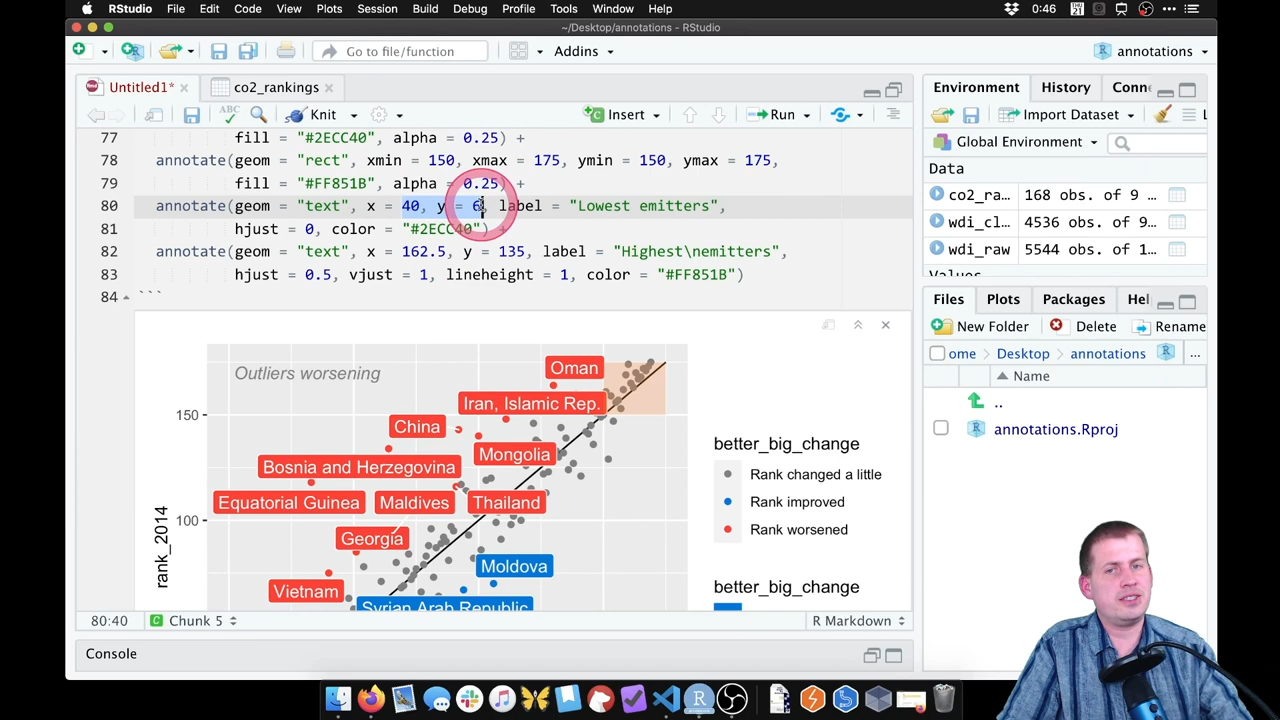 RStudio File Edit Code View Plots Session Build Debug Profile Tools Window Help 0:46 THU 21
~/Desktop/annotations - RStudio
Go to file/function Addins annotations
Untitled1* co2_rankings Environment History Conn
ABC Knit Insert Run Import Dataset
77 fill = "#2ECC40", alpha = 0.25) +
78 annotate(geom = "rect", xmin = 150, xmax = 175, ymin = 150, ymax = 175,
79 fill = "#FF851B", alpha = 0.25) +
80 annotate(geom = "text", x = 40, y = 6, label = "Lowest emitters",
81 hjust = 0, color = "#2ECC40") +
82 annotate(geom = "text", x = 162.5, y = 135, label = "Highest\nemitters",
83 hjust = 0.5, vjust = 1, lineheight = 1, color = "#FF851B")
84 ```
Global Environment
Data
co2_ra… 168 obs. of 9 …
wdi_cl… 4536 obs. of 9…
wdi_raw 5544 obs. of 1…
Values
Files Plots Packages Hel
New Folder Delete Rename
ome Desktop annotations R ...
Name
..
annotations.Rproj
Outliers worsening
Oman
Iran, Islamic Rep.
150
China
Mongolia
Bosnia and Herzegovina
Equatorial Guinea Maldives Thailand
100
Georgia
Moldova
Vietnam
Syrian Arab Republic
rank_2014
better_big_change
Rank changed a little
Rank improved
Rank worsened
better_big_change
80:40 C Chunk 5 R Markdown
Console